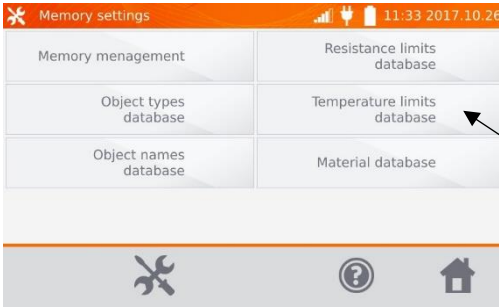 Memory settings
11:33 2017.10.26
Memory menagement
Resistance limits
database
Object types
database
Temperature limits
database
Object names
database
Material database
?